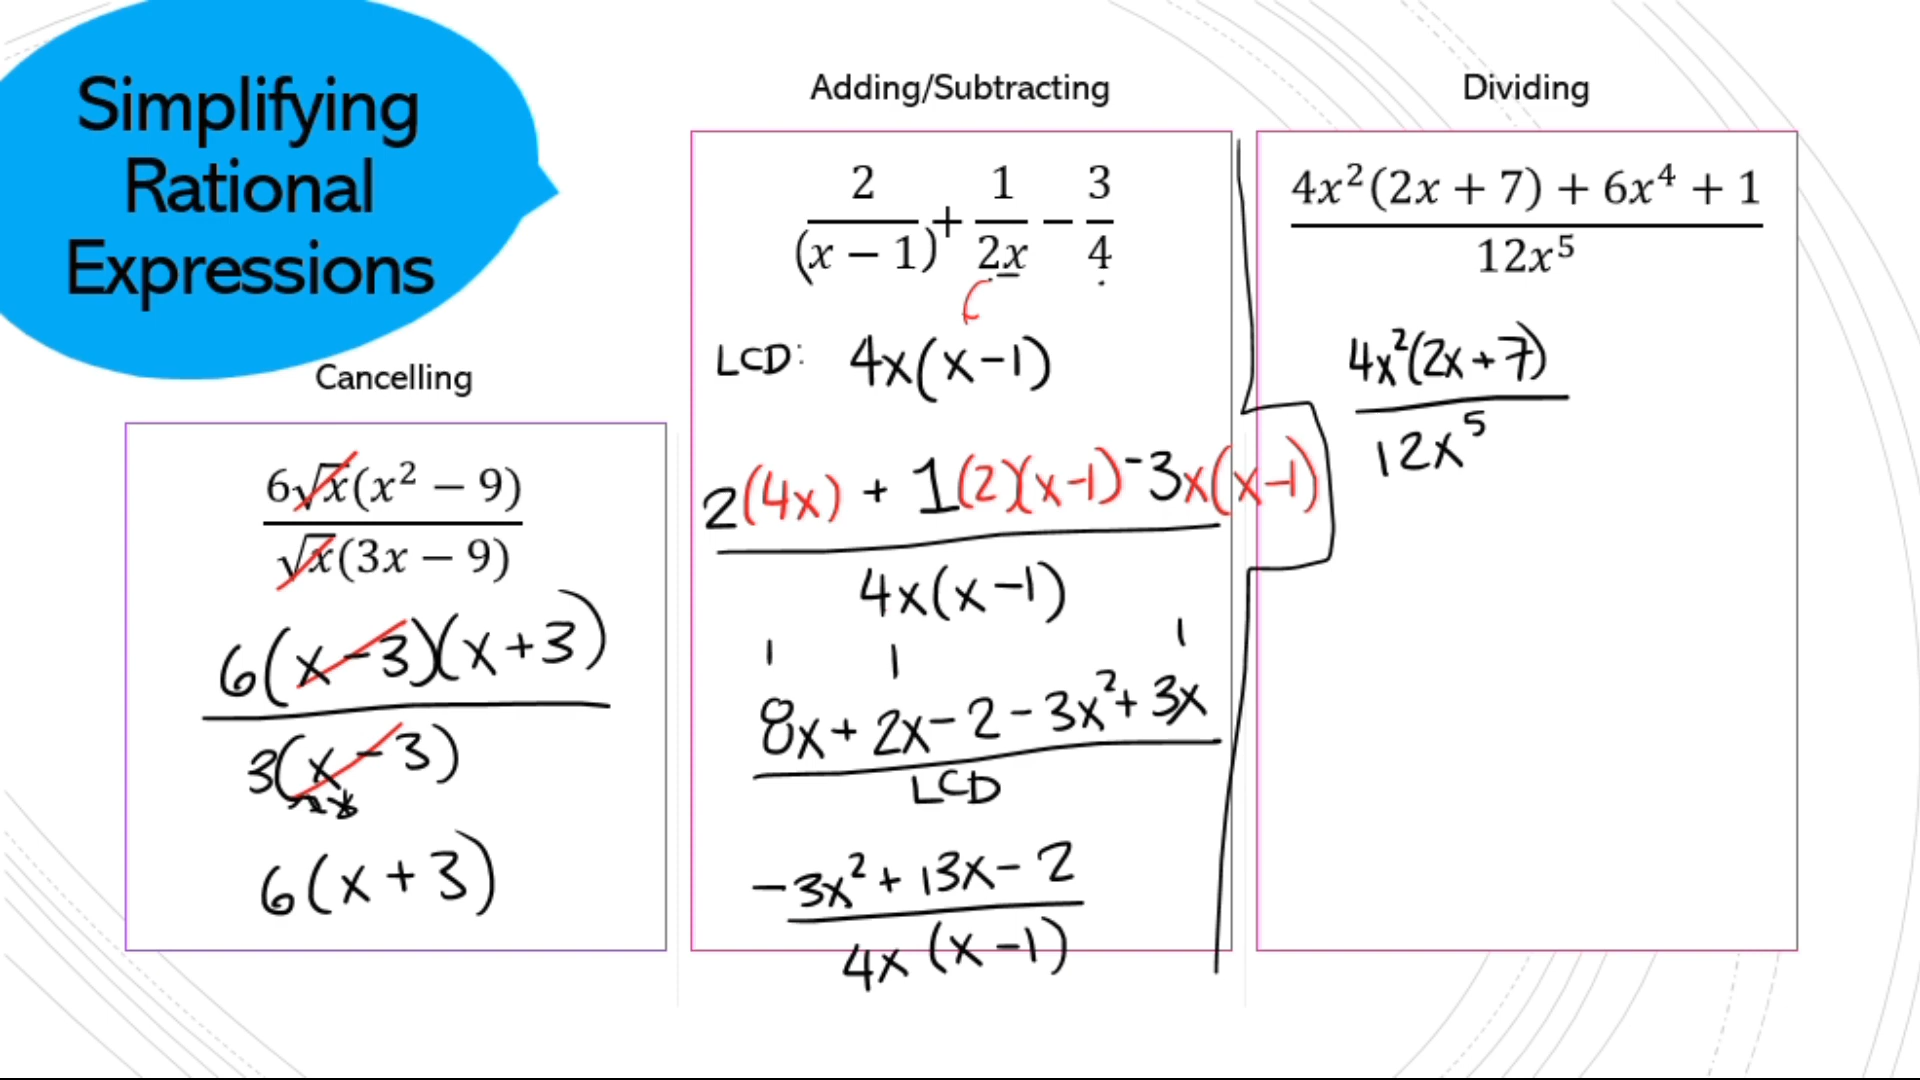 Simplifying
Rational
Expressions
Cancelling
6√x(x² − 9)
√x(3x − 9)
6(x-3)(x+3)
3(x-3)
6(x+3)
Adding/Subtracting
2/(x − 1) + 1/2x − 3/4
LCD: 4x(x-1)
2(4x) + 1(2)(x-1) -3x(x-1)
4x(x-1)
1 1 1
8x + 2x - 2 - 3x² + 3x
LCD
-3x² + 13x - 2
4x(x-1)
Dividing
4x²(2x + 7) + 6x⁴ + 1
12x⁵
4x²(2x+7)
12x⁵